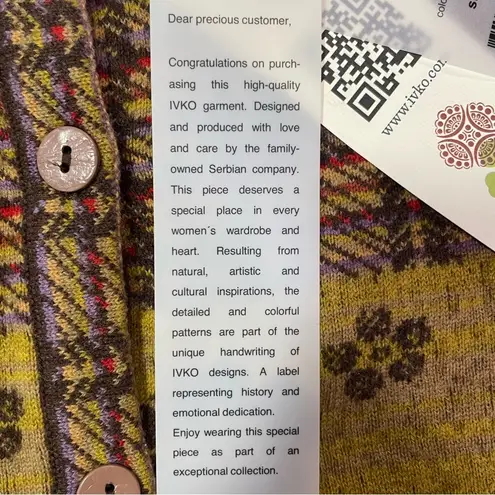 Dear precious customer,
Congratulations on purch-
asing this high-quality
IVKO garment. Designed
and produced with love
and care by the family-
owned Serbian company.
This piece deserves a
special place in every
women´s wardrobe and
heart. Resulting from
natural, artistic and
cultural inspirations, the
detailed and colorful
patterns are part of the
unique handwriting of
IVKO designs. A label
representing history and
emotional dedication.
Enjoy wearing this special
piece as part of an
exceptional collection.
www.ivko.co